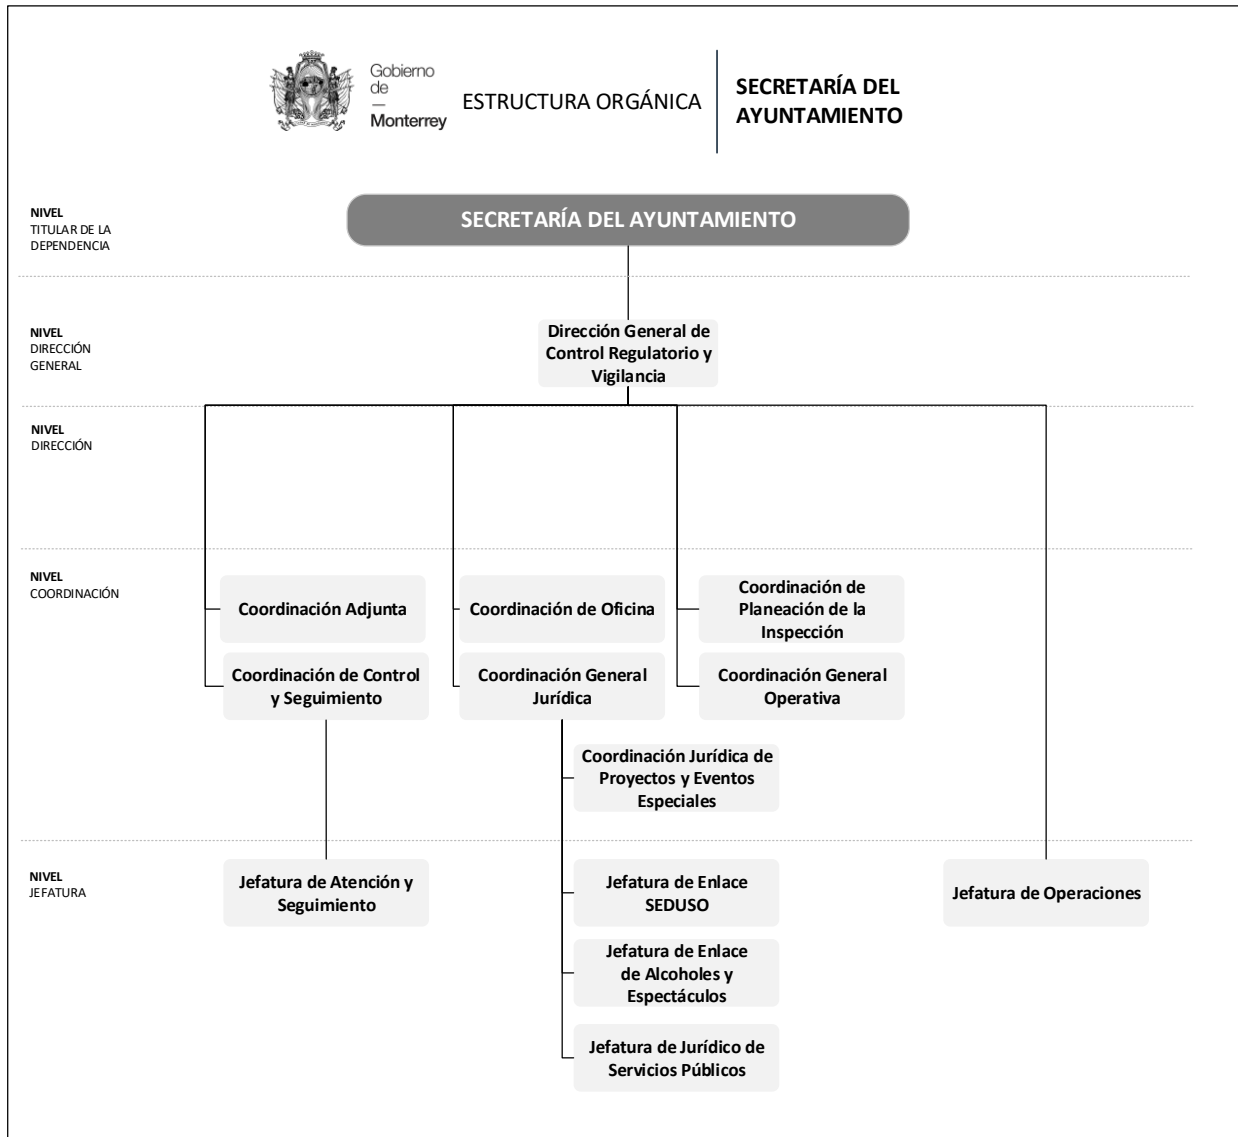 Gobierno
de
—
Monterrey
ESTRUCTURA ORGÁNICA
SECRETARÍA DEL
AYUNTAMIENTO
NIVEL
TITULAR DE LA
DEPENDENCIA
SECRETARÍA DEL AYUNTAMIENTO
NIVEL
DIRECCIÓN
GENERAL
Dirección General de
Control Regulatorio y
Vigilancia
NIVEL
DIRECCIÓN
NIVEL
COORDINACIÓN
Coordinación Adjunta
Coordinación de Oficina
Coordinación de
Planeación de la
Inspección
Coordinación de Control
y Seguimiento
Coordinación General
Jurídica
Coordinación General
Operativa
Coordinación Jurídica de
Proyectos y Eventos
Especiales
NIVEL
JEFATURA
Jefatura de Atención y
Seguimiento
Jefatura de Enlace
SEDUSO
Jefatura de Operaciones
Jefatura de Enlace
de Alcoholes y
Espectáculos
Jefatura de Jurídico de
Servicios Públicos